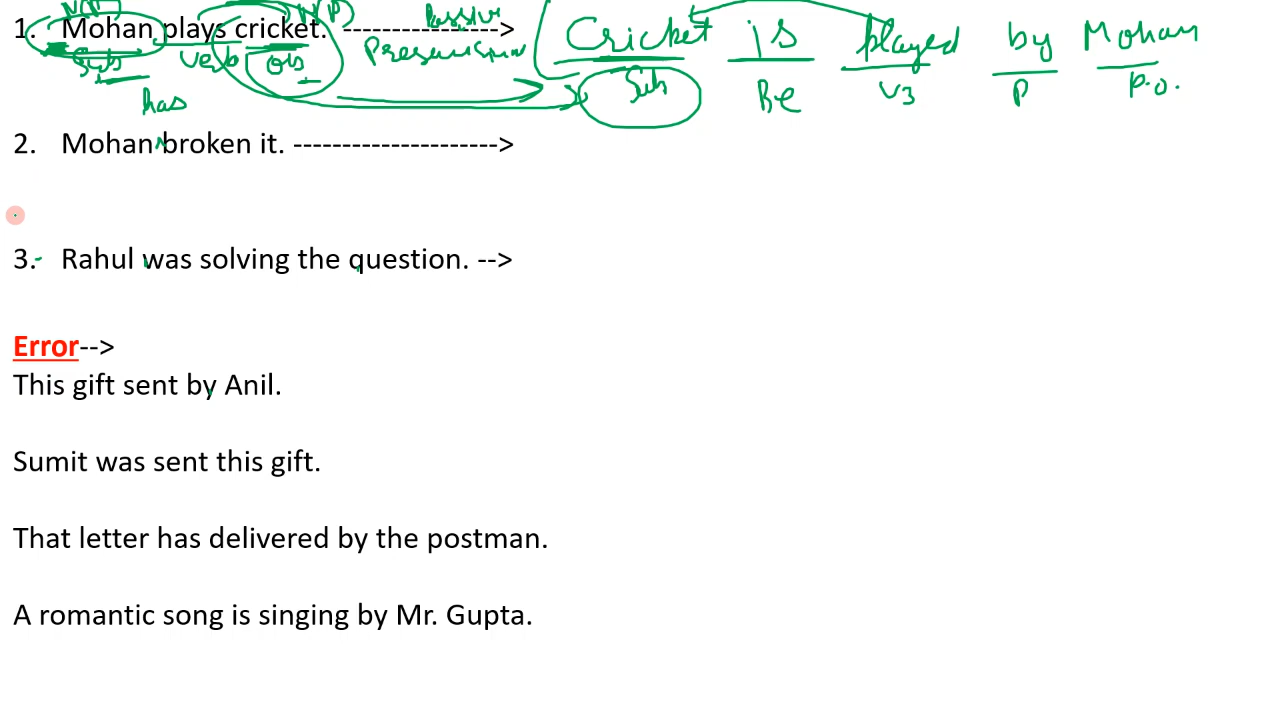 N(P) N(P) Passive
1. Mohan plays cricket. ----------------> Cricket is played by Mohan
Sub verb obj Sub Be V3 P P.O.
has
2. Mohan broken it. --------------------->
3. Rahul was solving the question. -->
Error-->
This gift sent by Anil.
Sumit was sent this gift.
That letter has delivered by the postman.
A romantic song is singing by Mr. Gupta.